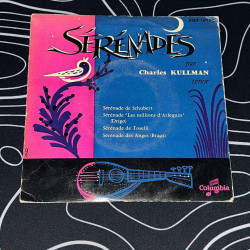 SÉRÉNADES
par
Charles KULLMAN
ténor
Sérénade de Schubert
Sérénade "Les millions d'Arlequin"
(Drigo)
Sérénade de Toselli
Sérénade des Anges (Braga)
Columbia